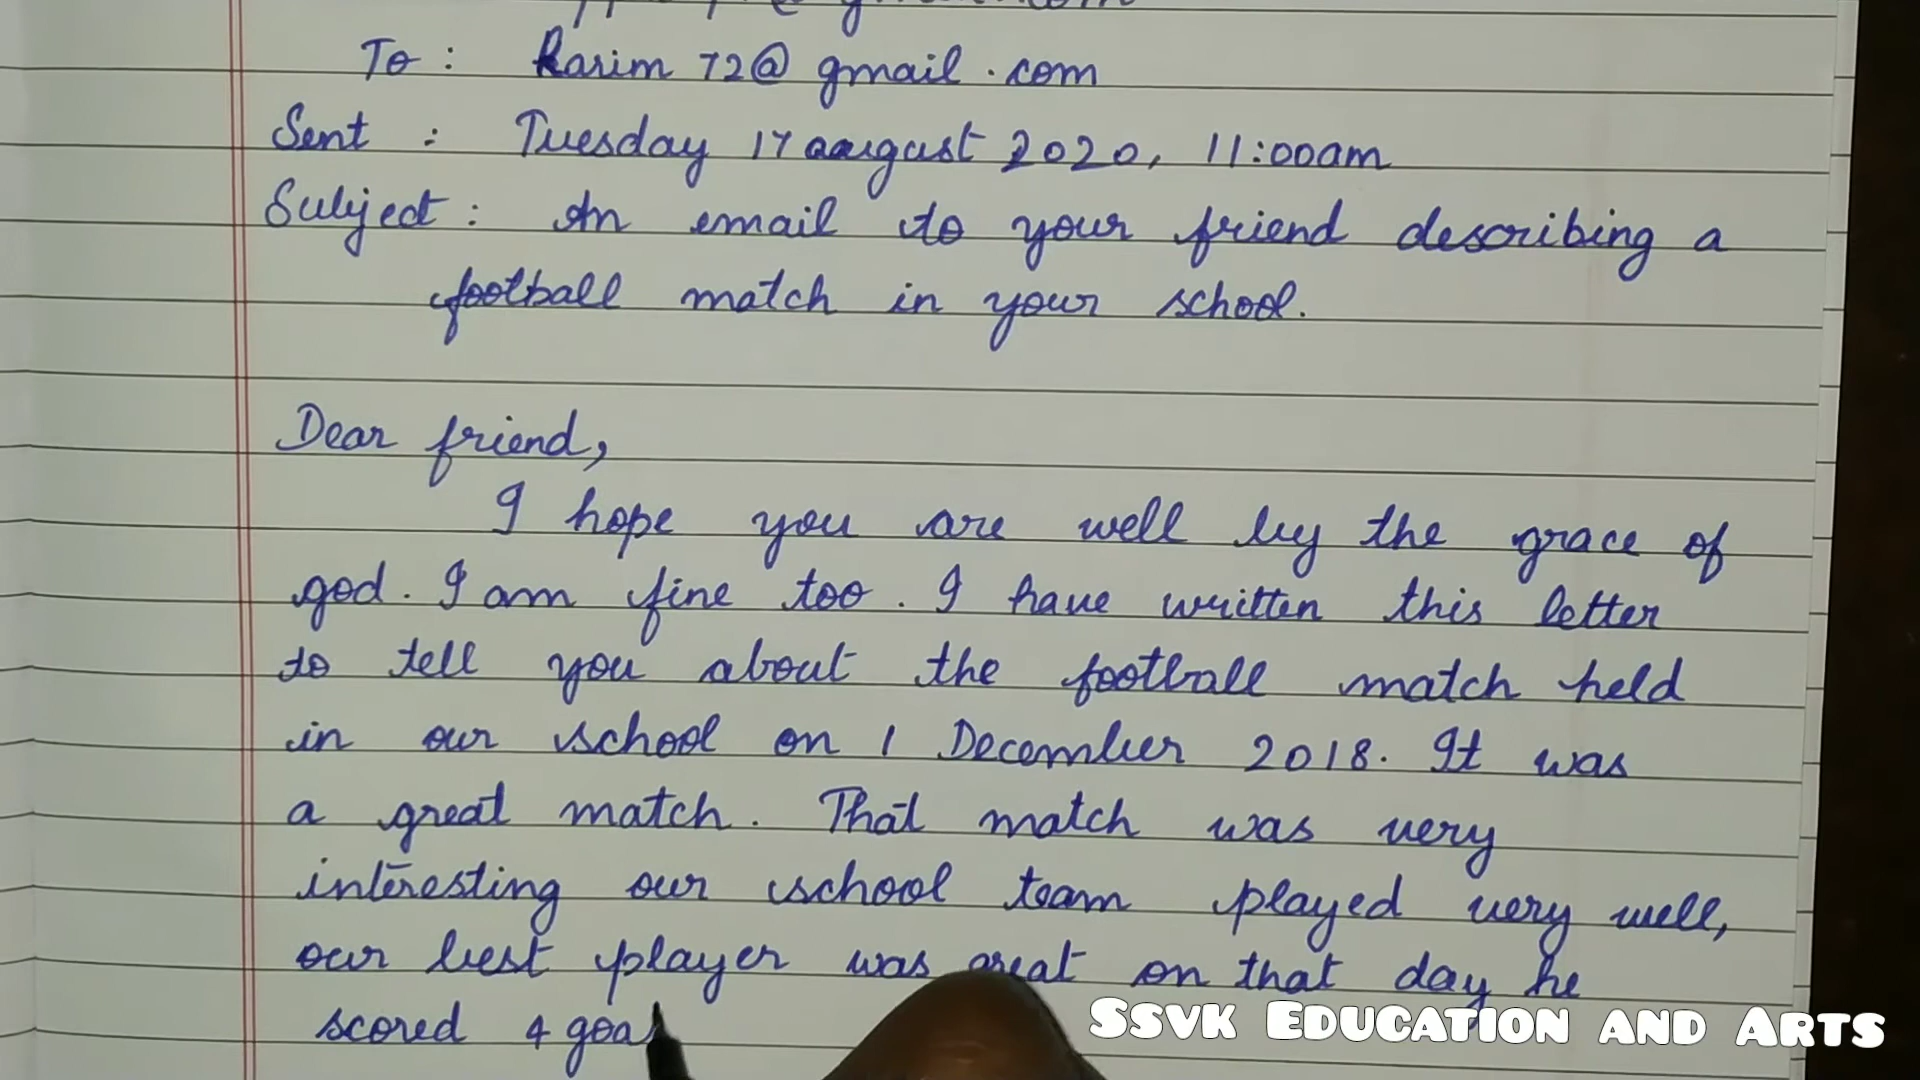 @gmail.com
To : Karim 72@ gmail . com
Sent : Tuesday 17 august 2020, 11:00am
Subject : An email to your friend describing a
football match in your school.
Dear friend,
I hope you are well by the grace of
god. I am fine too. I have written this letter
to tell you about the football match held
in our school on 1 December 2018. It was
a great match. That match was very
interesting our school team played very well,
our best player was great on that day he
scored 4 goa
SSVK EDUCATION AND ARTS